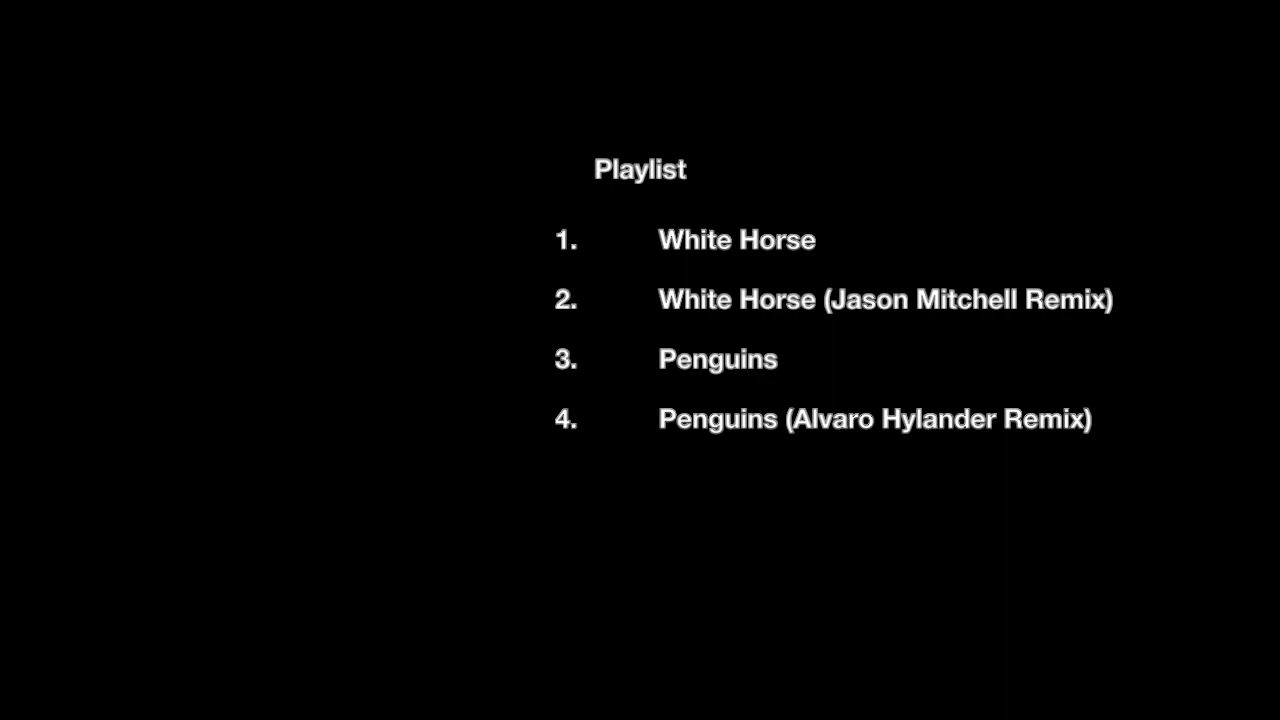 Playlist
1. White Horse
2. White Horse (Jason Mitchell Remix)
3. Penguins
4. Penguins (Alvaro Hylander Remix)